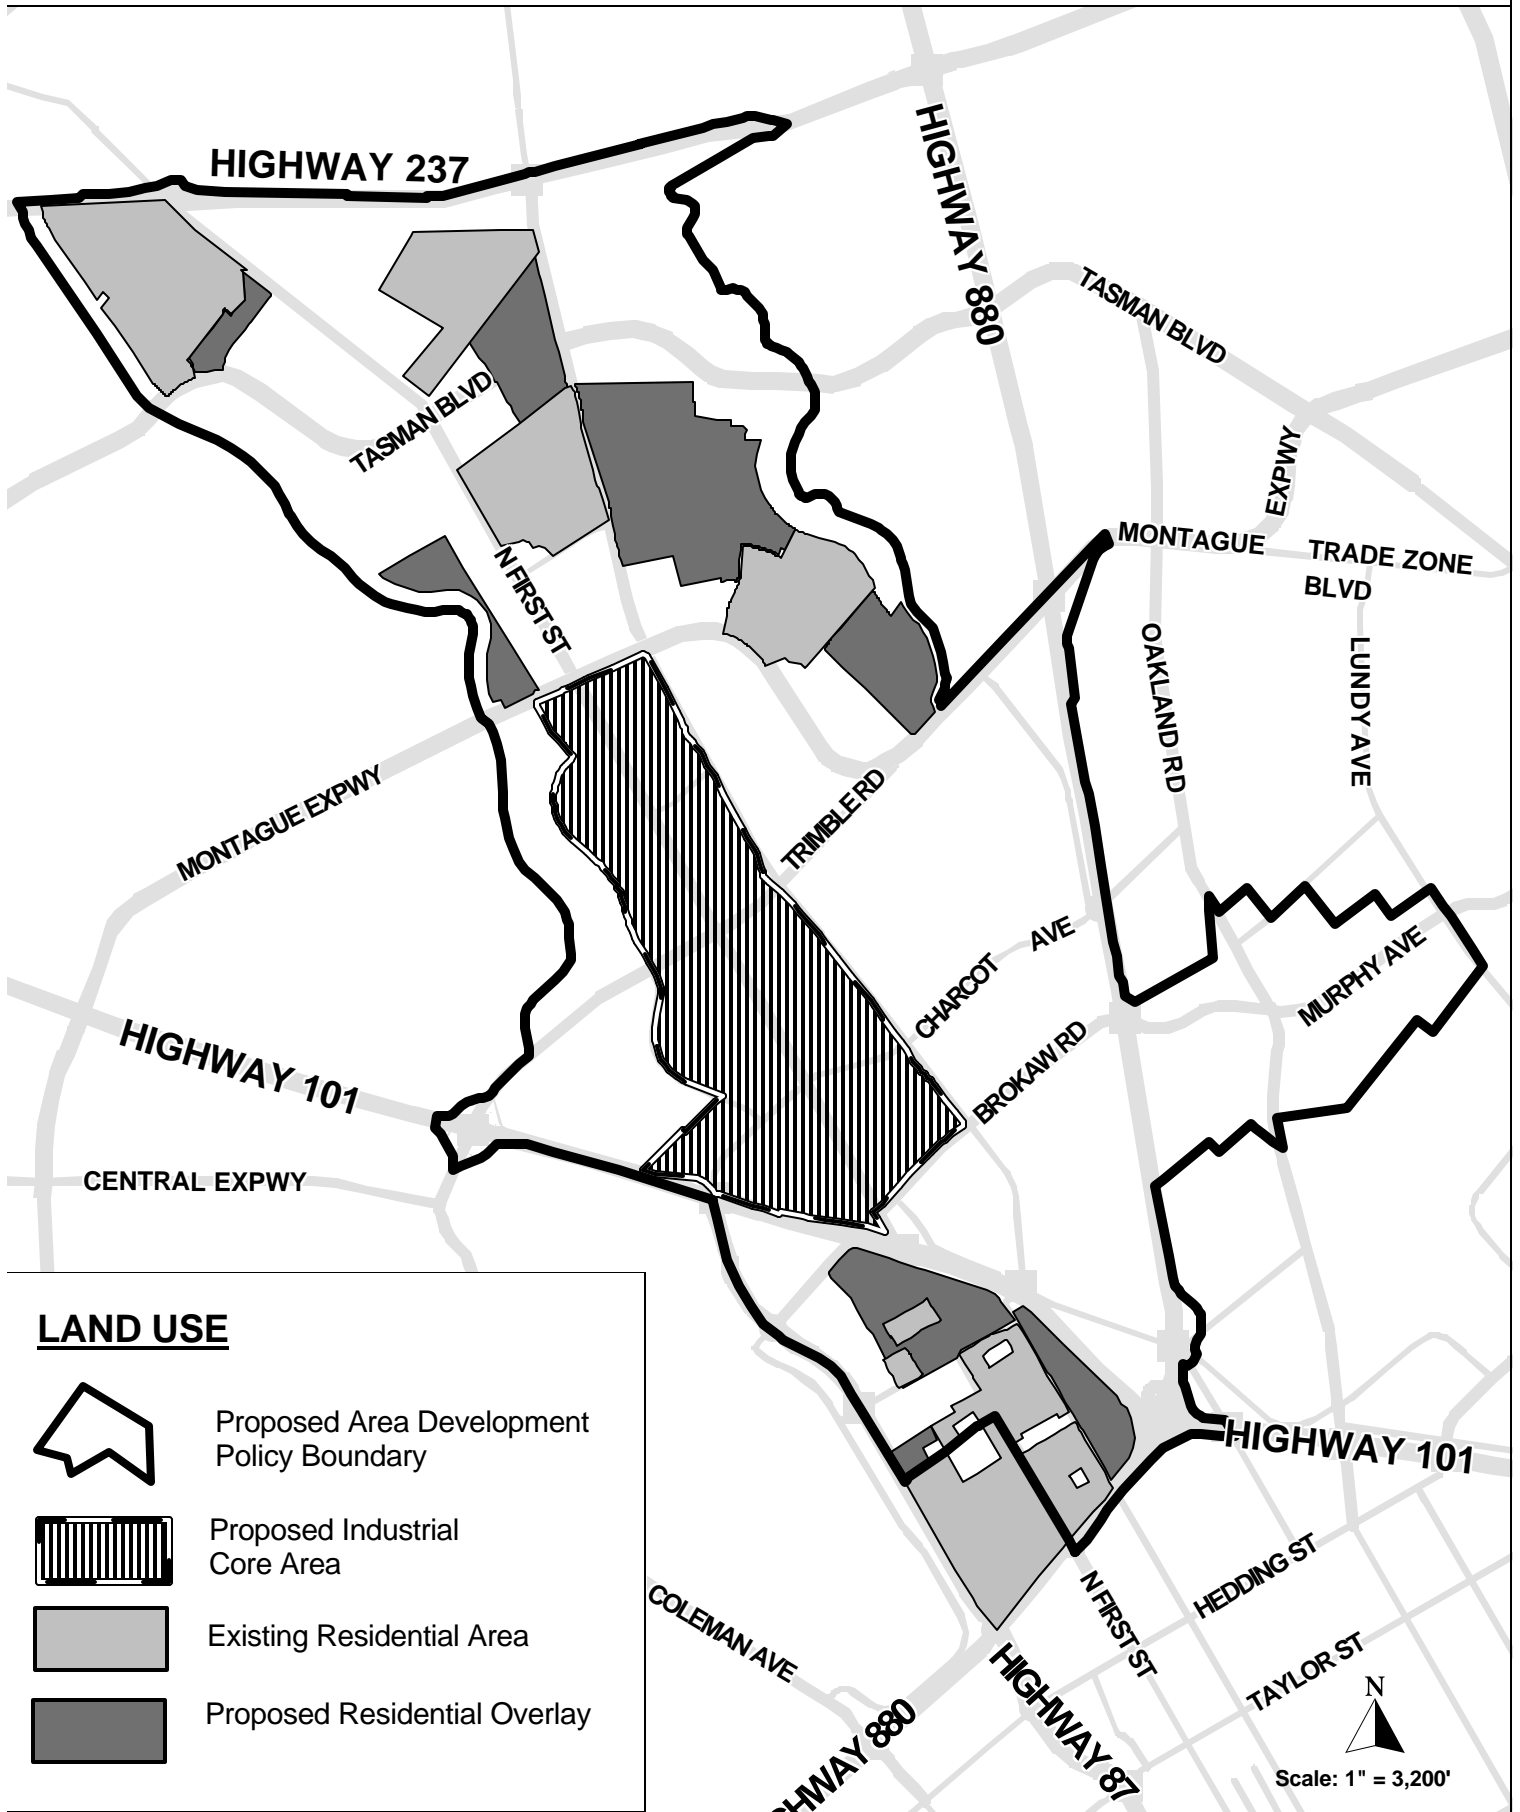 HIGHWAY 237
HIGHWAY 880
TASMAN BLVD
TASMAN BLVD
EXPWY
MONTAGUE
TRADE ZONE
BLVD
N FIRST ST
OAKLAND RD
LUNDY AVE
MONTAGUE EXPWY
TRIMBLE RD
CHARCOT AVE
MURPHY AVE
BROKAW RD
HIGHWAY 101
CENTRAL EXPWY
LAND USE
Proposed Area Development
Policy Boundary
Proposed Industrial
Core Area
Existing Residential Area
Proposed Residential Overlay
HIGHWAY 101
HEDDING ST
N FIRST ST
COLEMAN AVE
TAYLOR ST
HIGHWAY 87
GHWAY 880
N
Scale: 1" = 3,200'